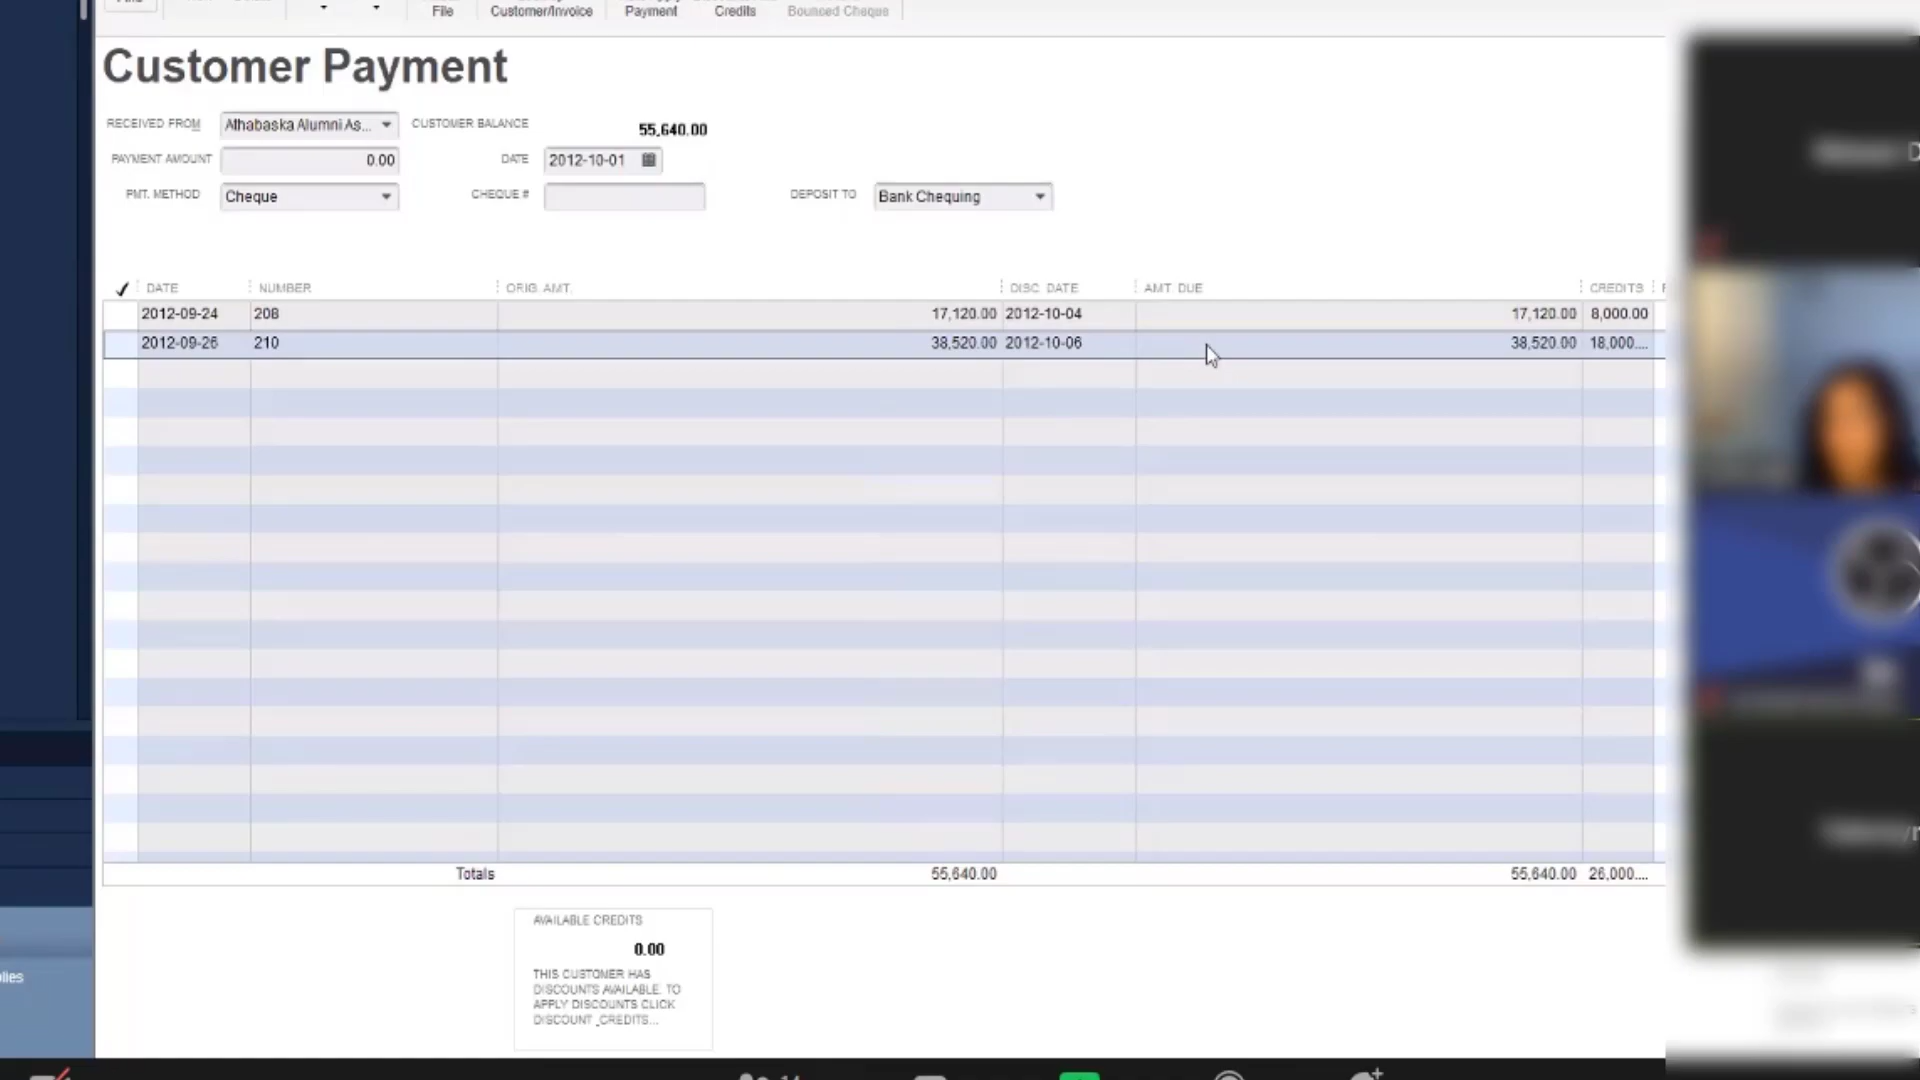 File
Customer/Invoice
Payment
Credits
Bounced Cheque
Customer Payment
RECEIVED FROM Athabaska Alumni As... CUSTOMER BALANCE 55,640.00
PAYMENT AMOUNT 0.00 DATE 2012-10-01
PMT. METHOD Cheque CHEQUE # DEPOSIT TO Bank Chequing
DATE NUMBER ORIG. AMT. DISC. DATE AMT. DUE CREDITS
2012-09-24 208 17,120.00 2012-10-04 17,120.00 8,000.00
2012-09-26 210 38,520.00 2012-10-06 38,520.00 18,000....
Totals 55,640.00 55,640.00 26,000....
AVAILABLE CREDITS
0.00
THIS CUSTOMER HAS
DISCOUNTS AVAILABLE. TO
APPLY DISCOUNTS CLICK
DISCOUNT _CREDITS...